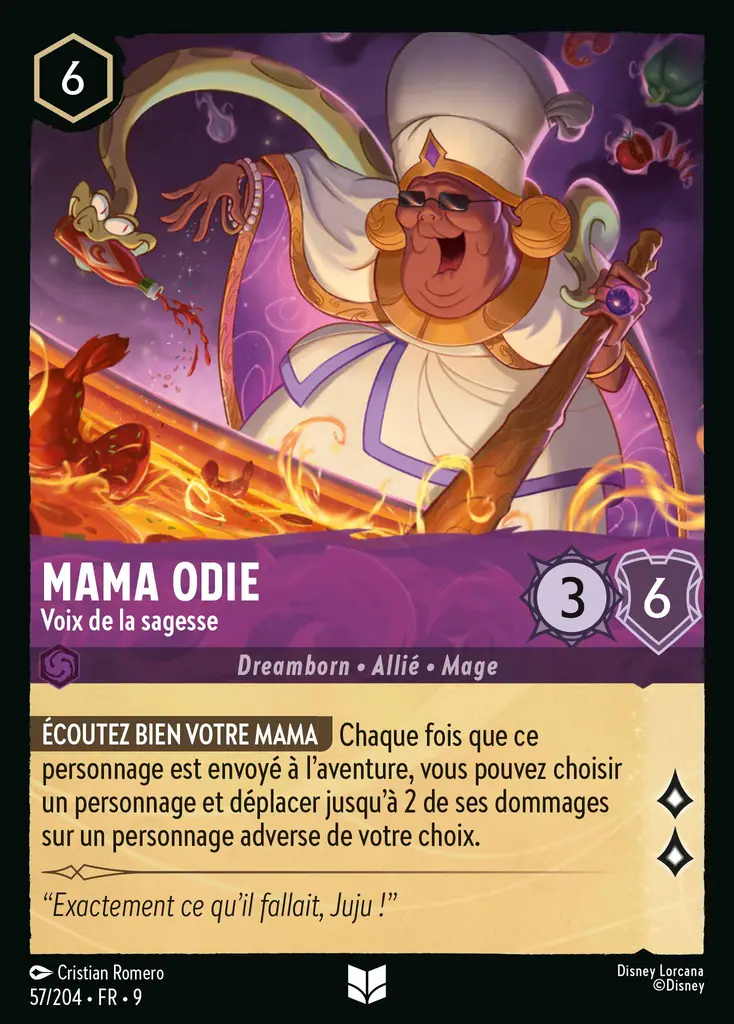 6
MAMA ODIE
Voix de la sagesse
3
6
Dreamborn • Allié • Mage
ÉCOUTEZ BIEN VOTRE MAMA Chaque fois que ce
personnage est envoyé à l’aventure, vous pouvez choisir
un personnage et déplacer jusqu’à 2 de ses dommages
sur un personnage adverse de votre choix.
“Exactement ce qu’il fallait, Juju !”
Cristian Romero
57/204 • FR • 9
Disney Lorcana
©Disney